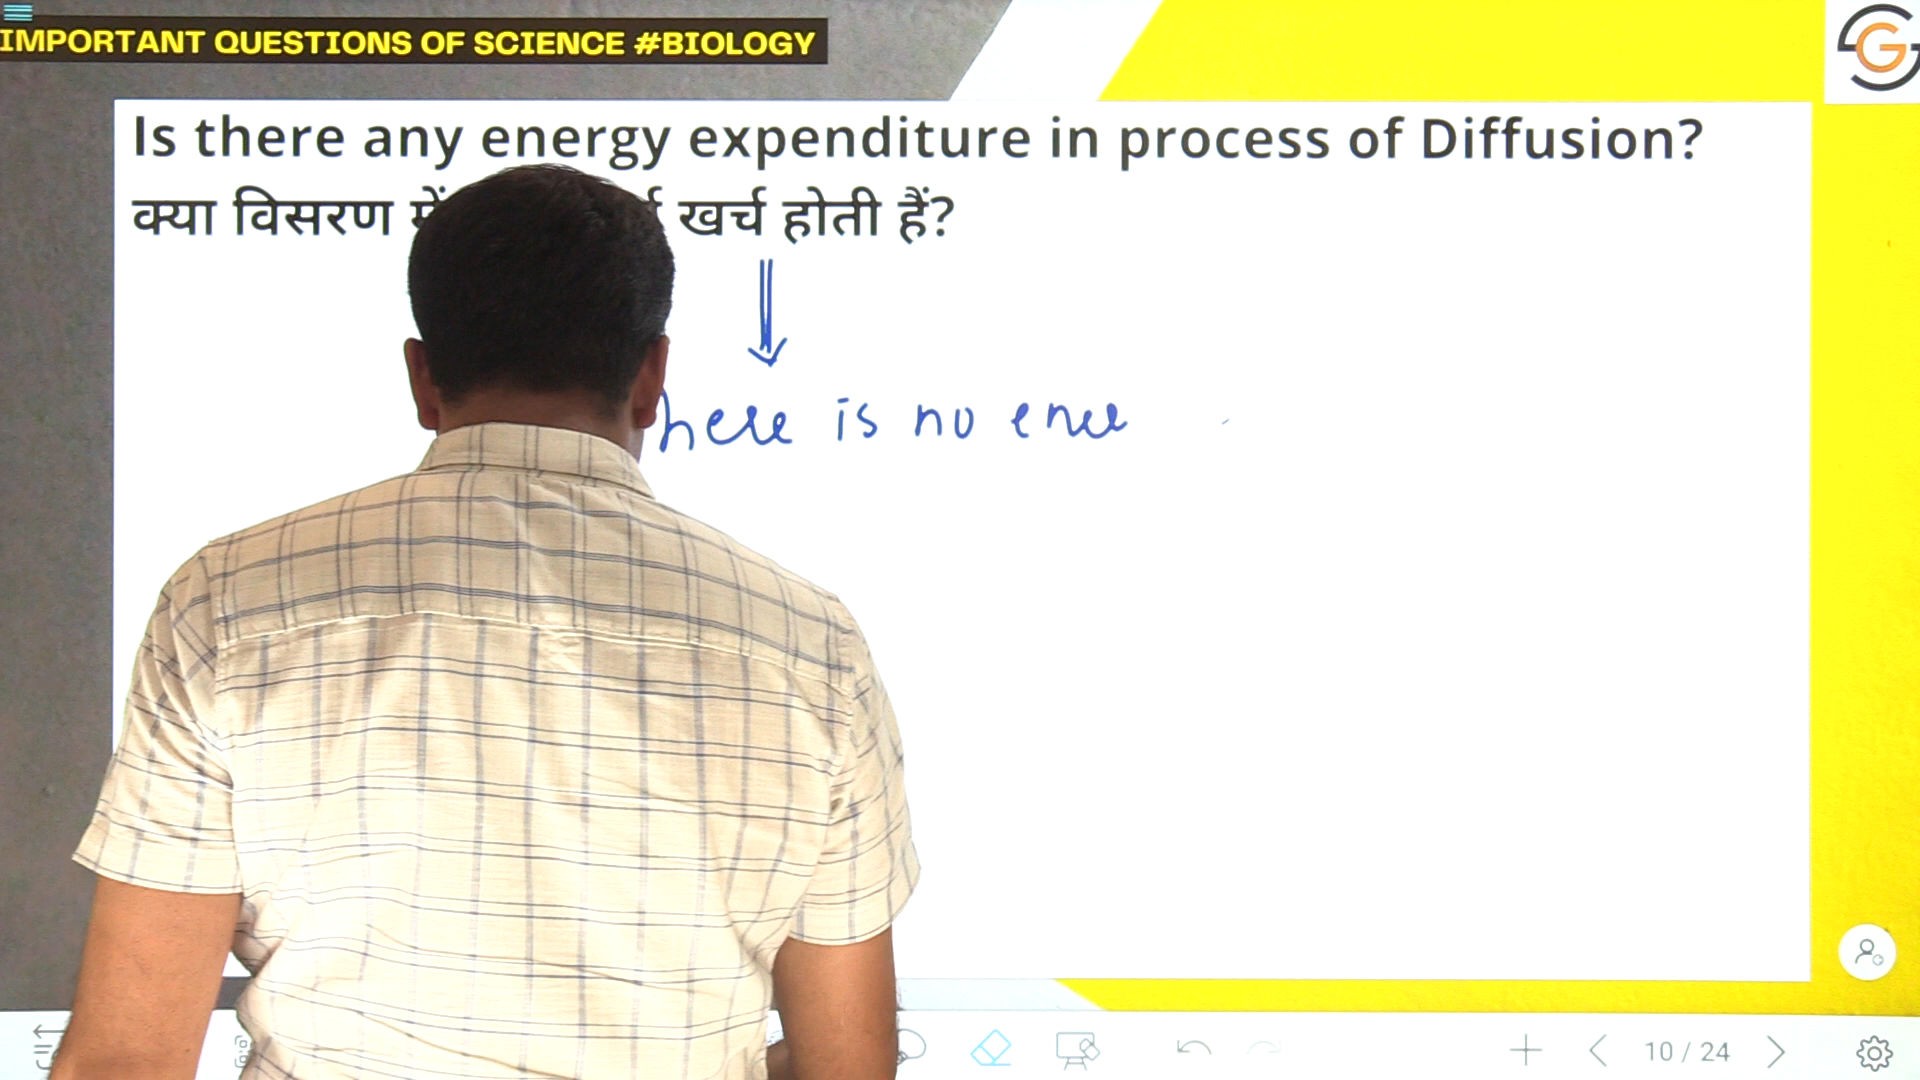 IMPORTANT QUESTIONS OF SCIENCE #BIOLOGY
Is there any energy expenditure in process of Diffusion?
क्या विसरण में खर्च होती हैं?
here is no ene
10 / 24